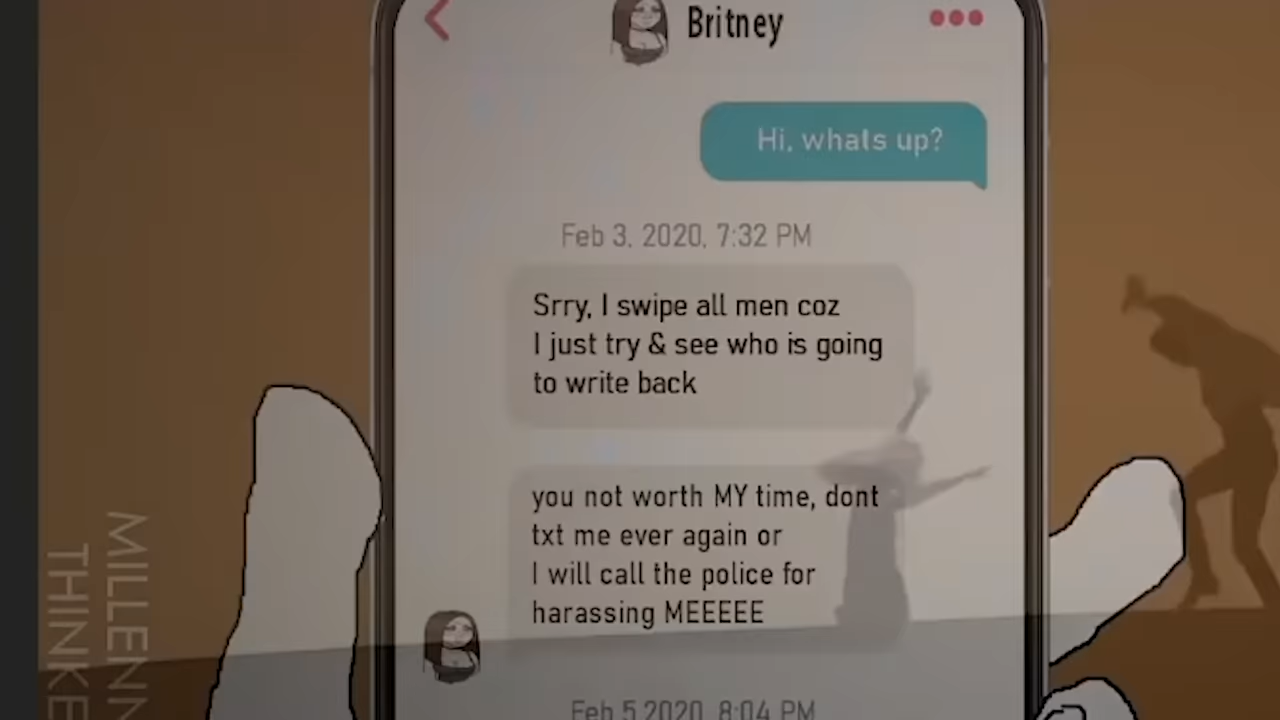 Britney
Hi, whats up?
Feb 3, 2020, 7:32 PM
Srry, I swipe all men coz
I just try & see who is going
to write back
you not worth MY time, dont
txt me ever again or
I will call the police for
harassing MEEEEE
Feb 5 2020, 8:04 PM